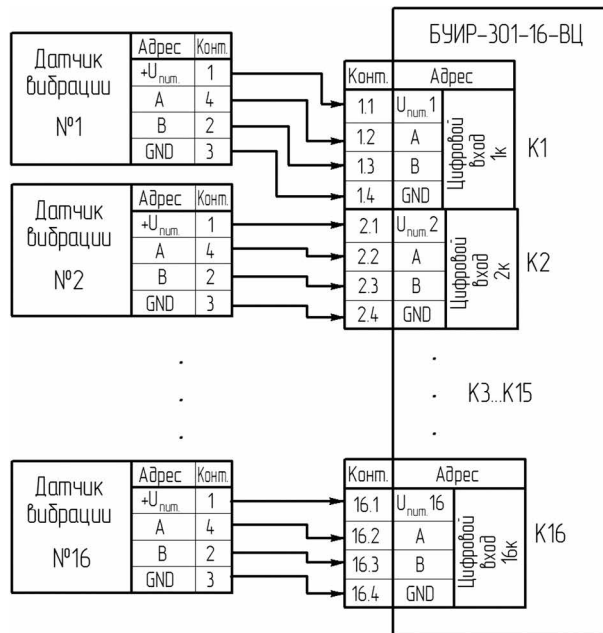 БУИР-301-16-ВЦ
Датчик
вибрации
№1
Адрес Конт.
+Uпит. 1
A 4
B 2
GND 3
Конт. Адрес
1.1 Uпит.1
1.2 A
1.3 B
1.4 GND
Цифровой
вход
1к
K1
Датчик
вибрации
№2
Адрес Конт.
+Uпит. 1
A 4
B 2
GND 3
2.1 Uпит.2
2.2 A
2.3 B
2.4 GND
Цифровой
вход
2к
K2
K3...K15
Датчик
вибрации
№16
Адрес Конт.
+Uпит. 1
A 4
B 2
GND 3
Конт. Адрес
16.1 Uпит.16
16.2 A
16.3 B
16.4 GND
Цифровой
вход
16к
K16